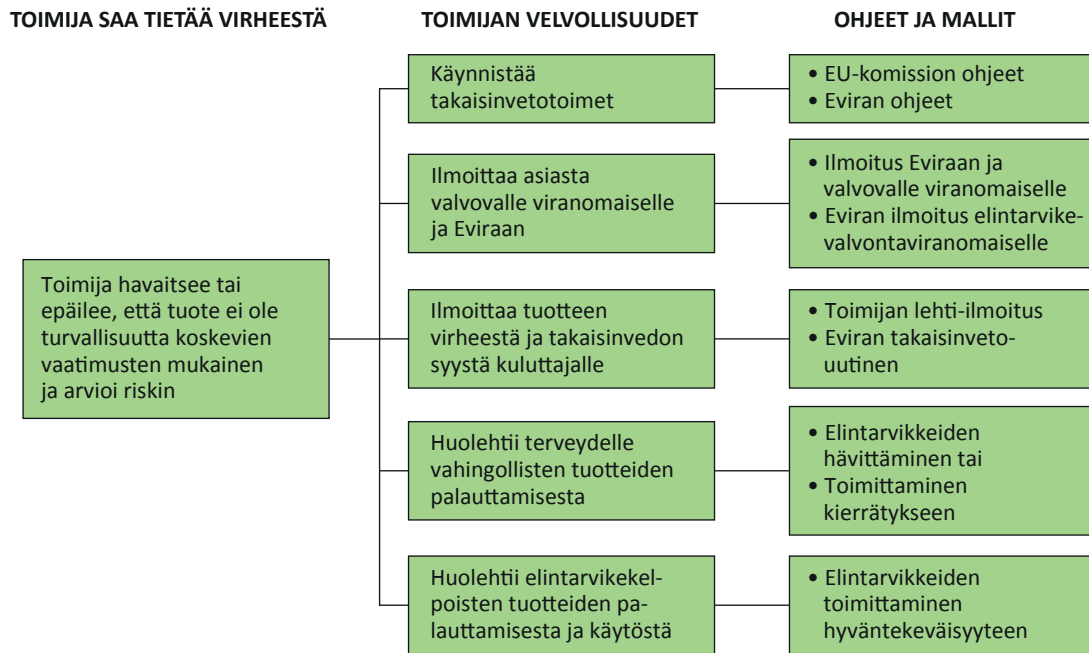 TOIMIJA SAA TIETÄÄ VIRHEESTÄ
TOIMIJAN VELVOLLISUUDET
OHJEET JA MALLIT
Toimija havaitsee tai
epäilee, että tuote ei ole
turvallisuutta koskevien
vaatimusten mukainen
ja arvioi riskin
Käynnistää
takaisinvetotoimet
• EU-komission ohjeet
• Eviran ohjeet
Ilmoittaa asiasta
valvovalle viranomaiselle
ja Eviraan
• Ilmoitus Eviraan ja
valvovalle viranomaiselle
• Eviran ilmoitus elintarvike-
valvontaviranomaiselle
Ilmoittaa tuotteen
virheestä ja takaisinvedon
syystä kuluttajalle
• Toimijan lehti-ilmoitus
• Eviran takaisinveto-
uutinen
Huolehtii terveydelle
vahingollisten tuotteiden
palauttamisesta
• Elintarvikkeiden
hävittäminen tai
• Toimittaminen
kierrätykseen
Huolehtii elintarvikekel-
poisten tuotteiden pa-
lauttamisesta ja käytöstä
• Elintarvikkeiden
toimittaminen
hyväntekeväisyyteen